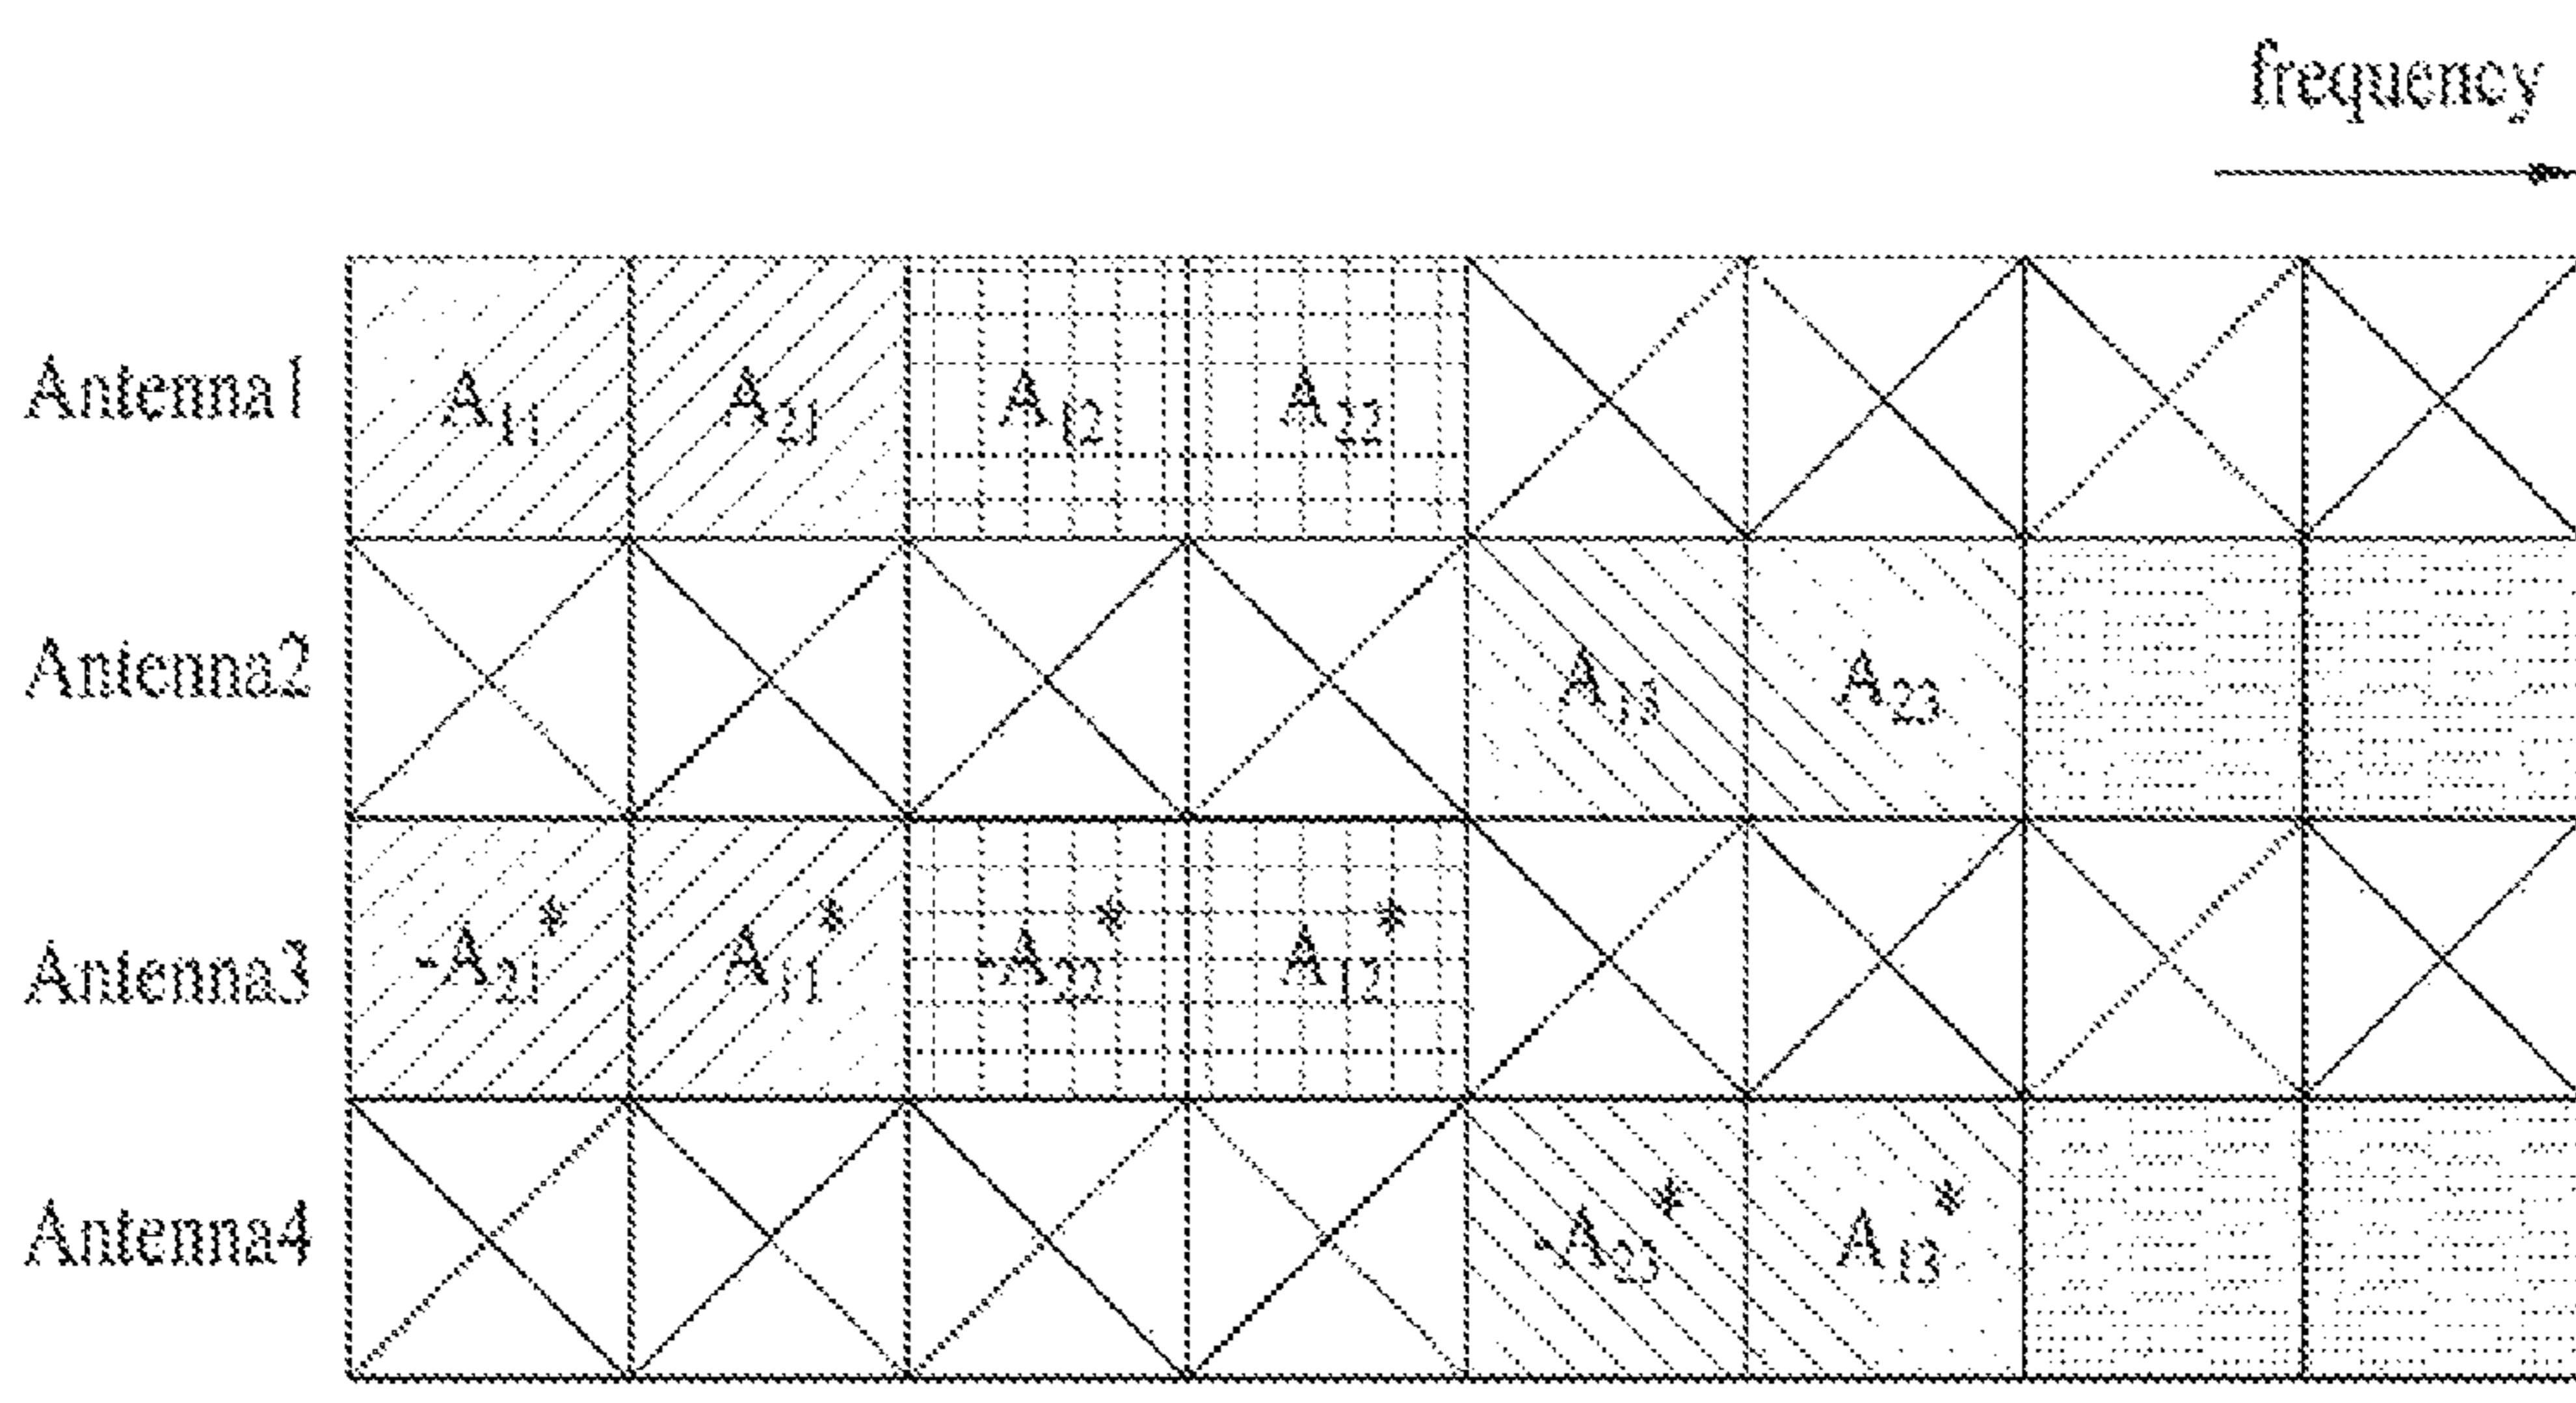 frequency
Antenna1 A11 A21 A12 A22
Antenna2 A13 A23
Antenna3 -A21* A11* -A22* A12*
Antenna4 -A23* A13*